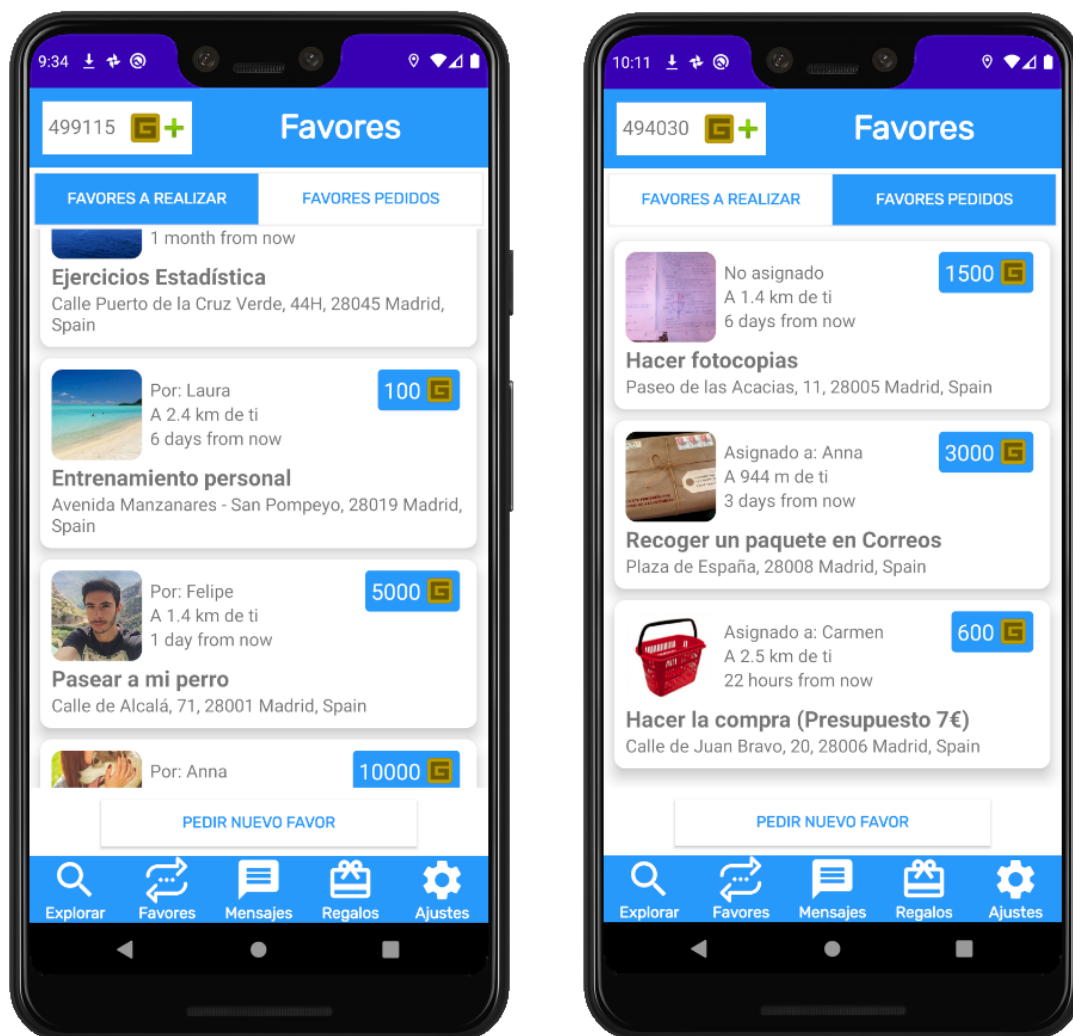 9:34
499115
Favores
FAVORES A REALIZAR
FAVORES PEDIDOS
1 month from now
Ejercicios Estadística
Calle Puerto de la Cruz Verde, 44H, 28045 Madrid,
Spain
Por: Laura
100
A 2.4 km de ti
6 days from now
Entrenamiento personal
Avenida Manzanares - San Pompeyo, 28019 Madrid,
Spain
Por: Felipe
5000
A 1.4 km de ti
1 day from now
Pasear a mi perro
Calle de Alcalá, 71, 28001 Madrid, Spain
Por: Anna
10000
PEDIR NUEVO FAVOR
Explorar
Favores
Mensajes
Regalos
Ajustes
10:11
494030
Favores
FAVORES A REALIZAR
FAVORES PEDIDOS
No asignado
1500
A 1.4 km de ti
6 days from now
Hacer fotocopias
Paseo de las Acacias, 11, 28005 Madrid, Spain
Asignado a: Anna
3000
A 944 m de ti
3 days from now
Recoger un paquete en Correos
Plaza de España, 28008 Madrid, Spain
Asignado a: Carmen
600
A 2.5 km de ti
22 hours from now
Hacer la compra (Presupuesto 7€)
Calle de Juan Bravo, 20, 28006 Madrid, Spain
PEDIR NUEVO FAVOR
Explorar
Favores
Mensajes
Regalos
Ajustes